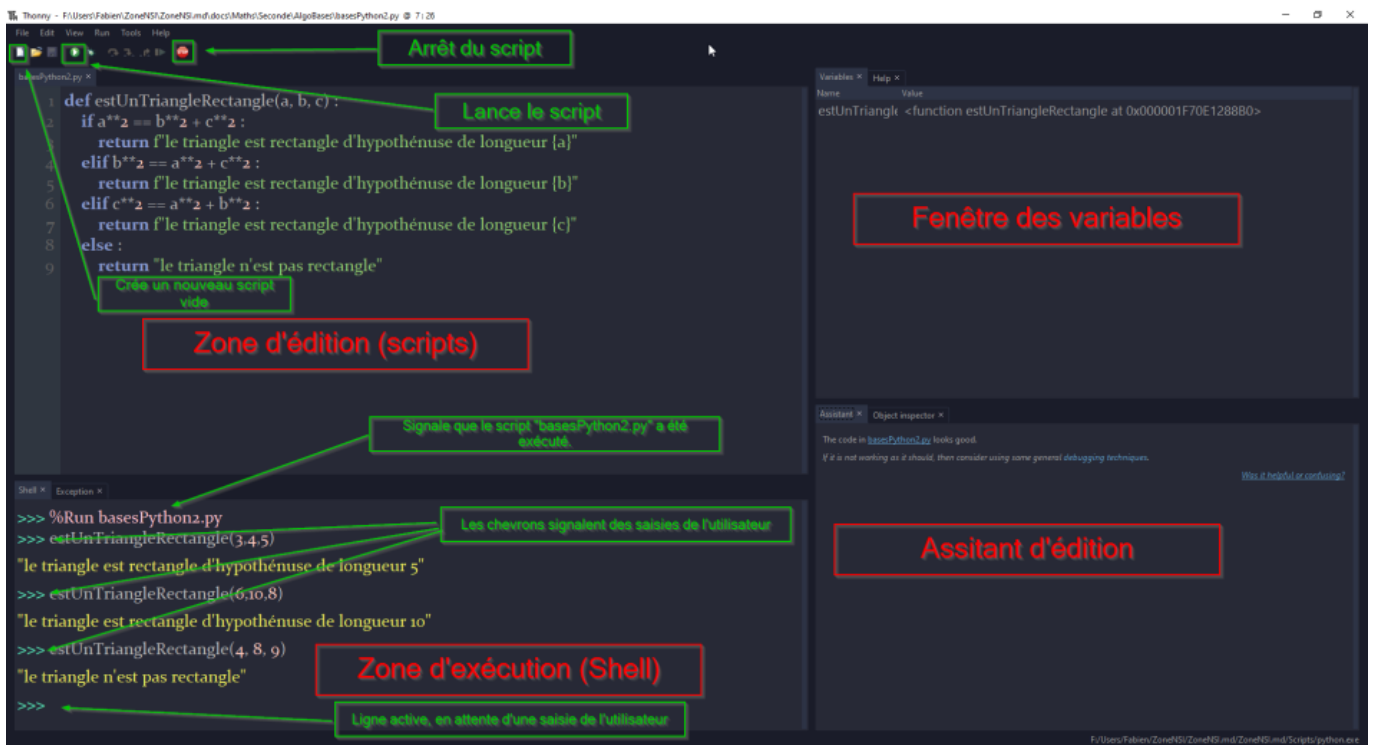 Thonny - F:\Users\Fabien\ZoneNSI\ZoneNSI.md\docs\Maths\Seconde\AlgoBases\basesPython2.py @ 7:26
File Edit View Run Tools Help
Arrêt du script
basesPython2.py ×
Lance le script
1 def estUnTriangleRectangle(a, b, c) :
2 if a**2 == b**2 + c**2 :
return f"le triangle est rectangle d'hypothénuse de longueur {a}"
4 elif b**2 == a**2 + c**2 :
5 return f"le triangle est rectangle d'hypothénuse de longueur {b}"
6 elif c**2 == a**2 + b**2 :
7 return f"le triangle est rectangle d'hypothénuse de longueur {c}"
8 else :
9 return "le triangle n'est pas rectangle"
Crée un nouveau script
vide
Zone d'édition (scripts)
Signale que le script "basesPython2.py" a été
exécuté.
Shell × Exception ×
>>> %Run basesPython2.py
>>> estUnTriangleRectangle(3,4,5)
Les chevrons signalent des saisies de l'utilisateur
"le triangle est rectangle d'hypothénuse de longueur 5"
>>> estUnTriangleRectangle(6,10,8)
"le triangle est rectangle d'hypothénuse de longueur 10"
>>> estUnTriangleRectangle(4, 8, 9)
"le triangle n'est pas rectangle"
Zone d'exécution (Shell)
>>>
Ligne active, en attente d'une saisie de l'utilisateur
Variables × Help ×
Name Value
estUnTriangle <function estUnTriangleRectangle at 0x000001F70E1288B0>
Fenêtre des variables
Assistant × Object inspector ×
The code in basesPython2.py looks good.
If it is not working as it should, then consider using some general debugging techniques.
Was it helpful or confusing?
Assitant d'édition
F:/Users/Fabien/ZoneNSI/ZoneNSI.md/ZoneNSI.md/Scripts/python.exe